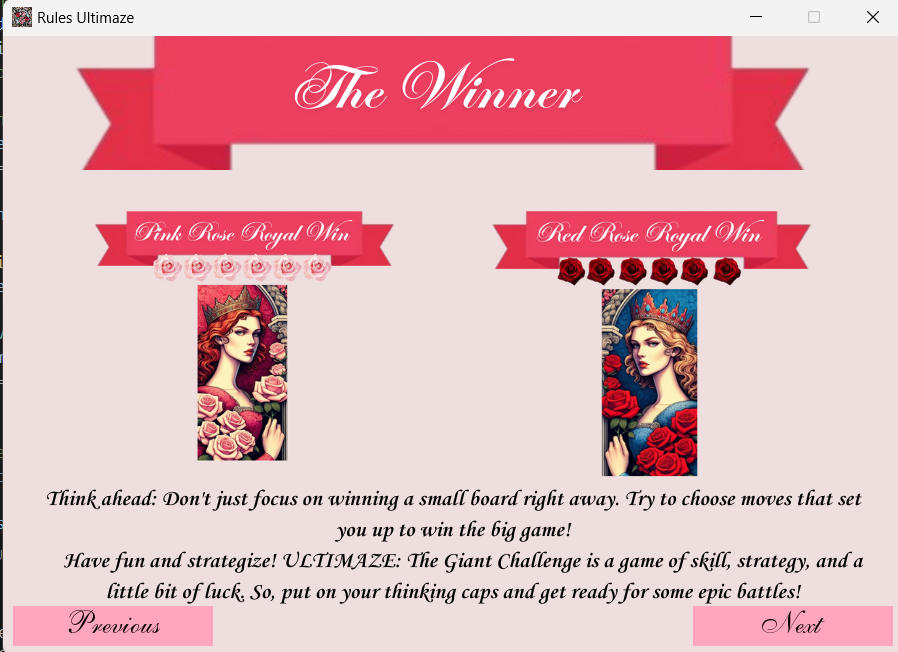 Rules Ultimaze
The Winner
Pink Rose Royal Win
Red Rose Royal Win
Think ahead: Don't just focus on winning a small board right away. Try to choose moves that set
you up to win the big game!
Have fun and strategize! ULTIMAZE: The Giant Challenge is a game of skill, strategy, and a
little bit of luck. So, put on your thinking caps and get ready for some epic battles!
Previous
Next